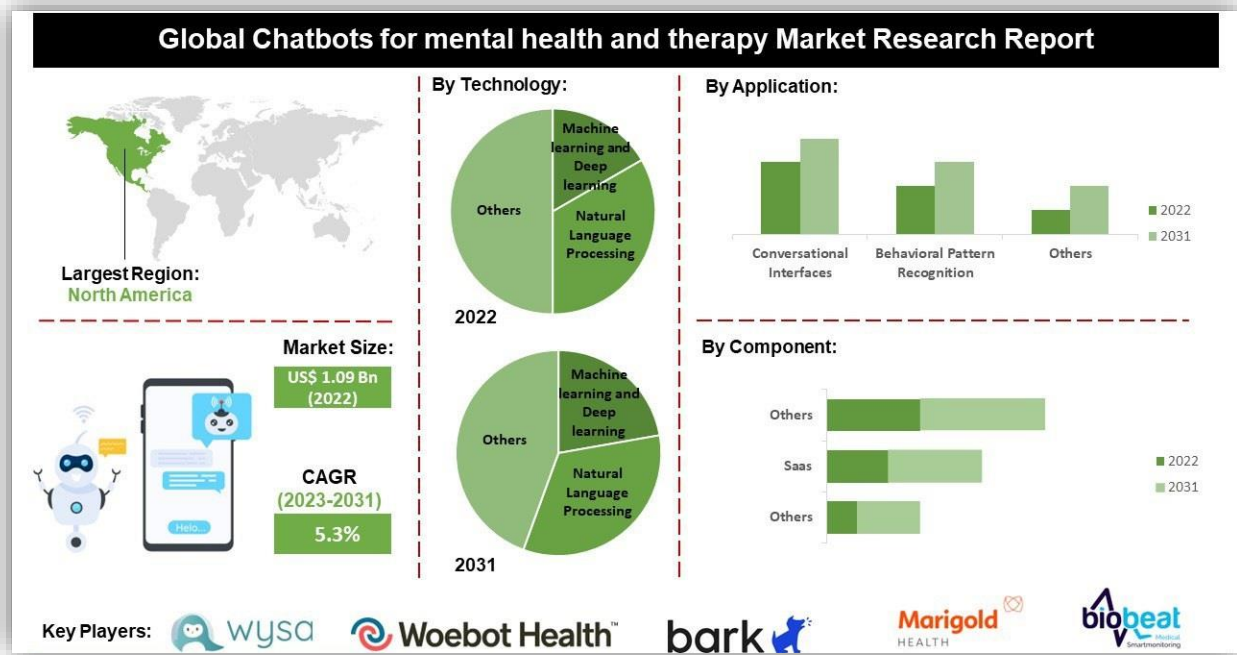 Global Chatbots for mental health and therapy Market Research Report
Largest Region:
North America
Market Size:
US$ 1.09 Bn
(2022)
CAGR
(2023-2031)
5.3%
Helo...
By Technology:
Machine
learning and
Deep
learning
Others
Natural
Language
Processing
2022
Machine
learning and
Deep
learning
Others
Natural
Language
Processing
2031
By Application:
2022
2031
Conversational
Interfaces
Behavioral Pattern
Recognition
Others
By Component:
Others
Saas
Others
2022
2031
Key Players:
wysa
Woebot Health™
bark
Marigold
HEALTH
biobeat
Medical
Smartmonitoring